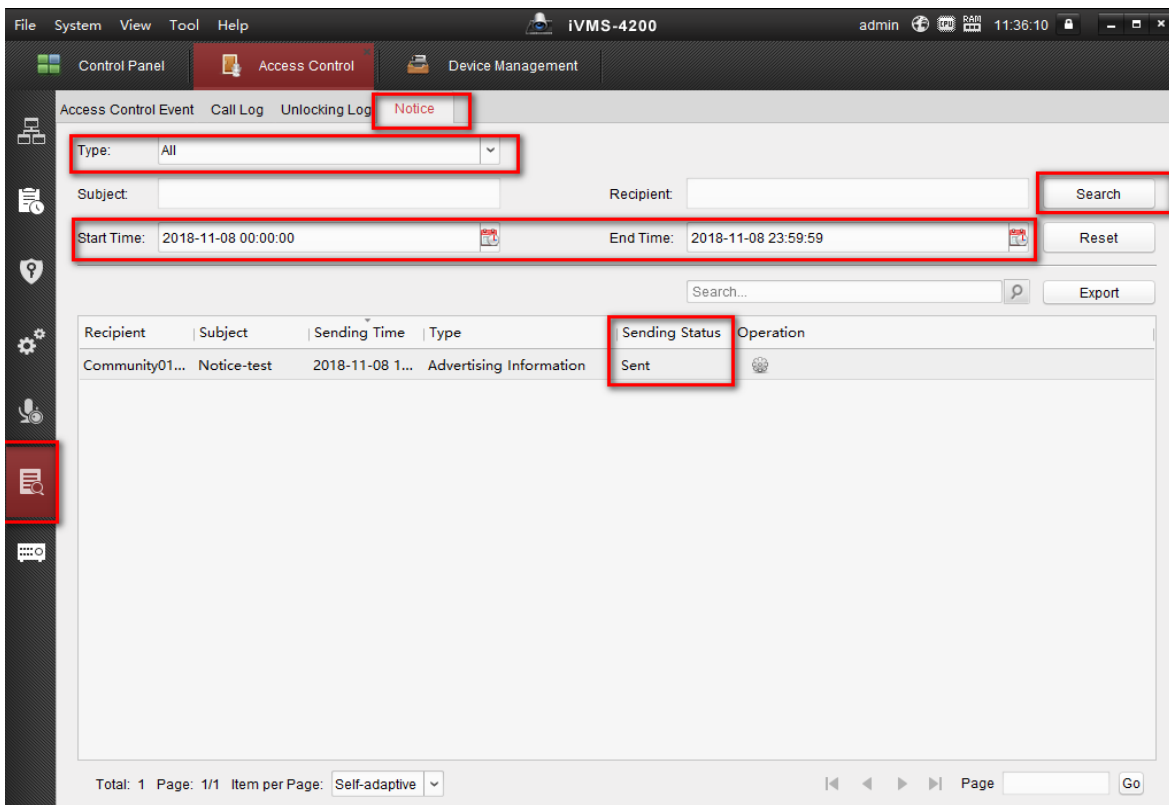 File System View Tool Help iVMS-4200 admin CPU RAM 11:36:10
Control Panel Access Control Device Management
Access Control Event Call Log Unlocking Log Notice
Type: All
Subject: Recipient: Search
Start Time: 2018-11-08 00:00:00 End Time: 2018-11-08 23:59:59 Reset
Search... Export
Recipient Subject Sending Time Type Sending Status Operation
Community01... Notice-test 2018-11-08 1... Advertising Information Sent
Total: 1 Page: 1/1 Item per Page: Self-adaptive Page Go